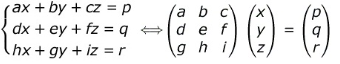 ax + by + cz = p
dx + ey + fz = q
hx + gy + iz = r
⟺ (a b c) (x) = (p)
(d e f) (y) (q)
(g h i) (z) (r)